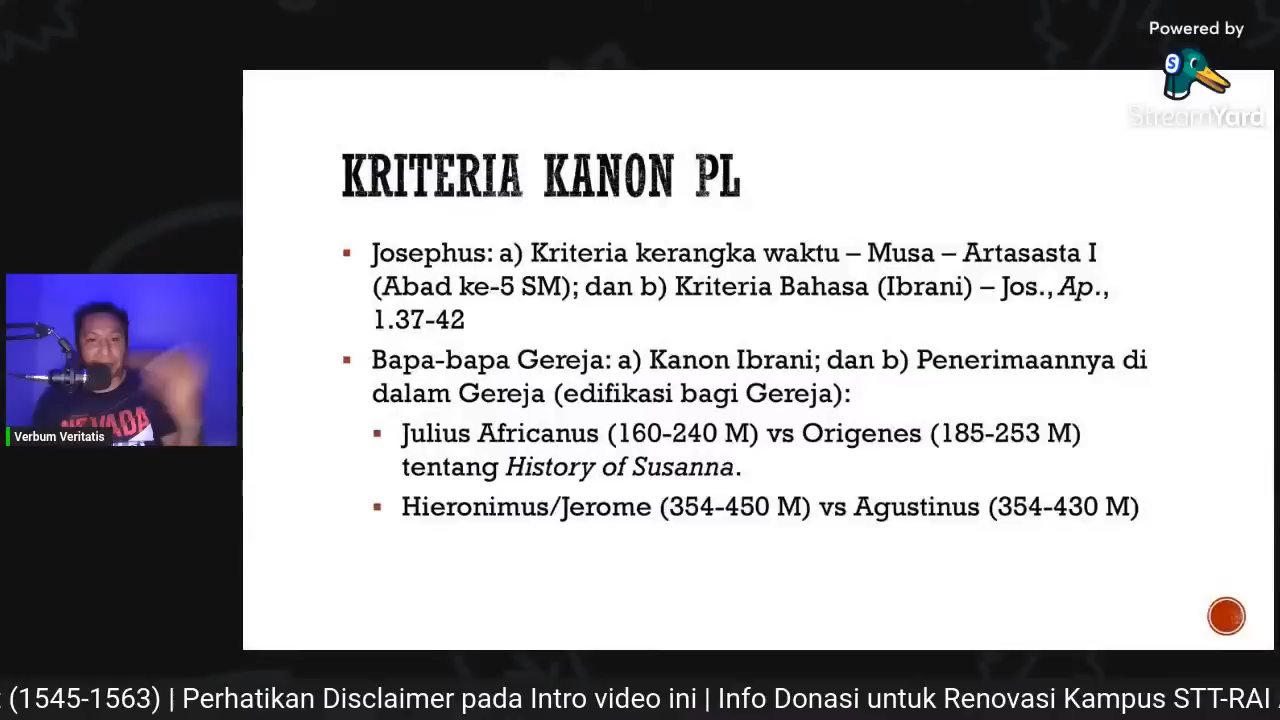 Powered by
S
StreamYard
KRITERIA KANON PL
▪ Josephus: a) Kriteria kerangka waktu – Musa – Artasasta I
(Abad ke-5 SM); dan b) Kriteria Bahasa (Ibrani) – Jos., Ap.,
1.37-42
▪ Bapa-bapa Gereja: a) Kanon Ibrani; dan b) Penerimaannya di
dalam Gereja (edifikasi bagi Gereja):
▪ Julius Africanus (160-240 M) vs Origenes (185-253 M)
tentang History of Susanna.
▪ Hieronimus/Jerome (354-450 M) vs Agustinus (354-430 M)
NEVADA
Verbum Veritatis
(1545-1563) | Perhatikan Disclaimer pada Intro video ini | Info Donasi untuk Renovasi Kampus STT-RAI